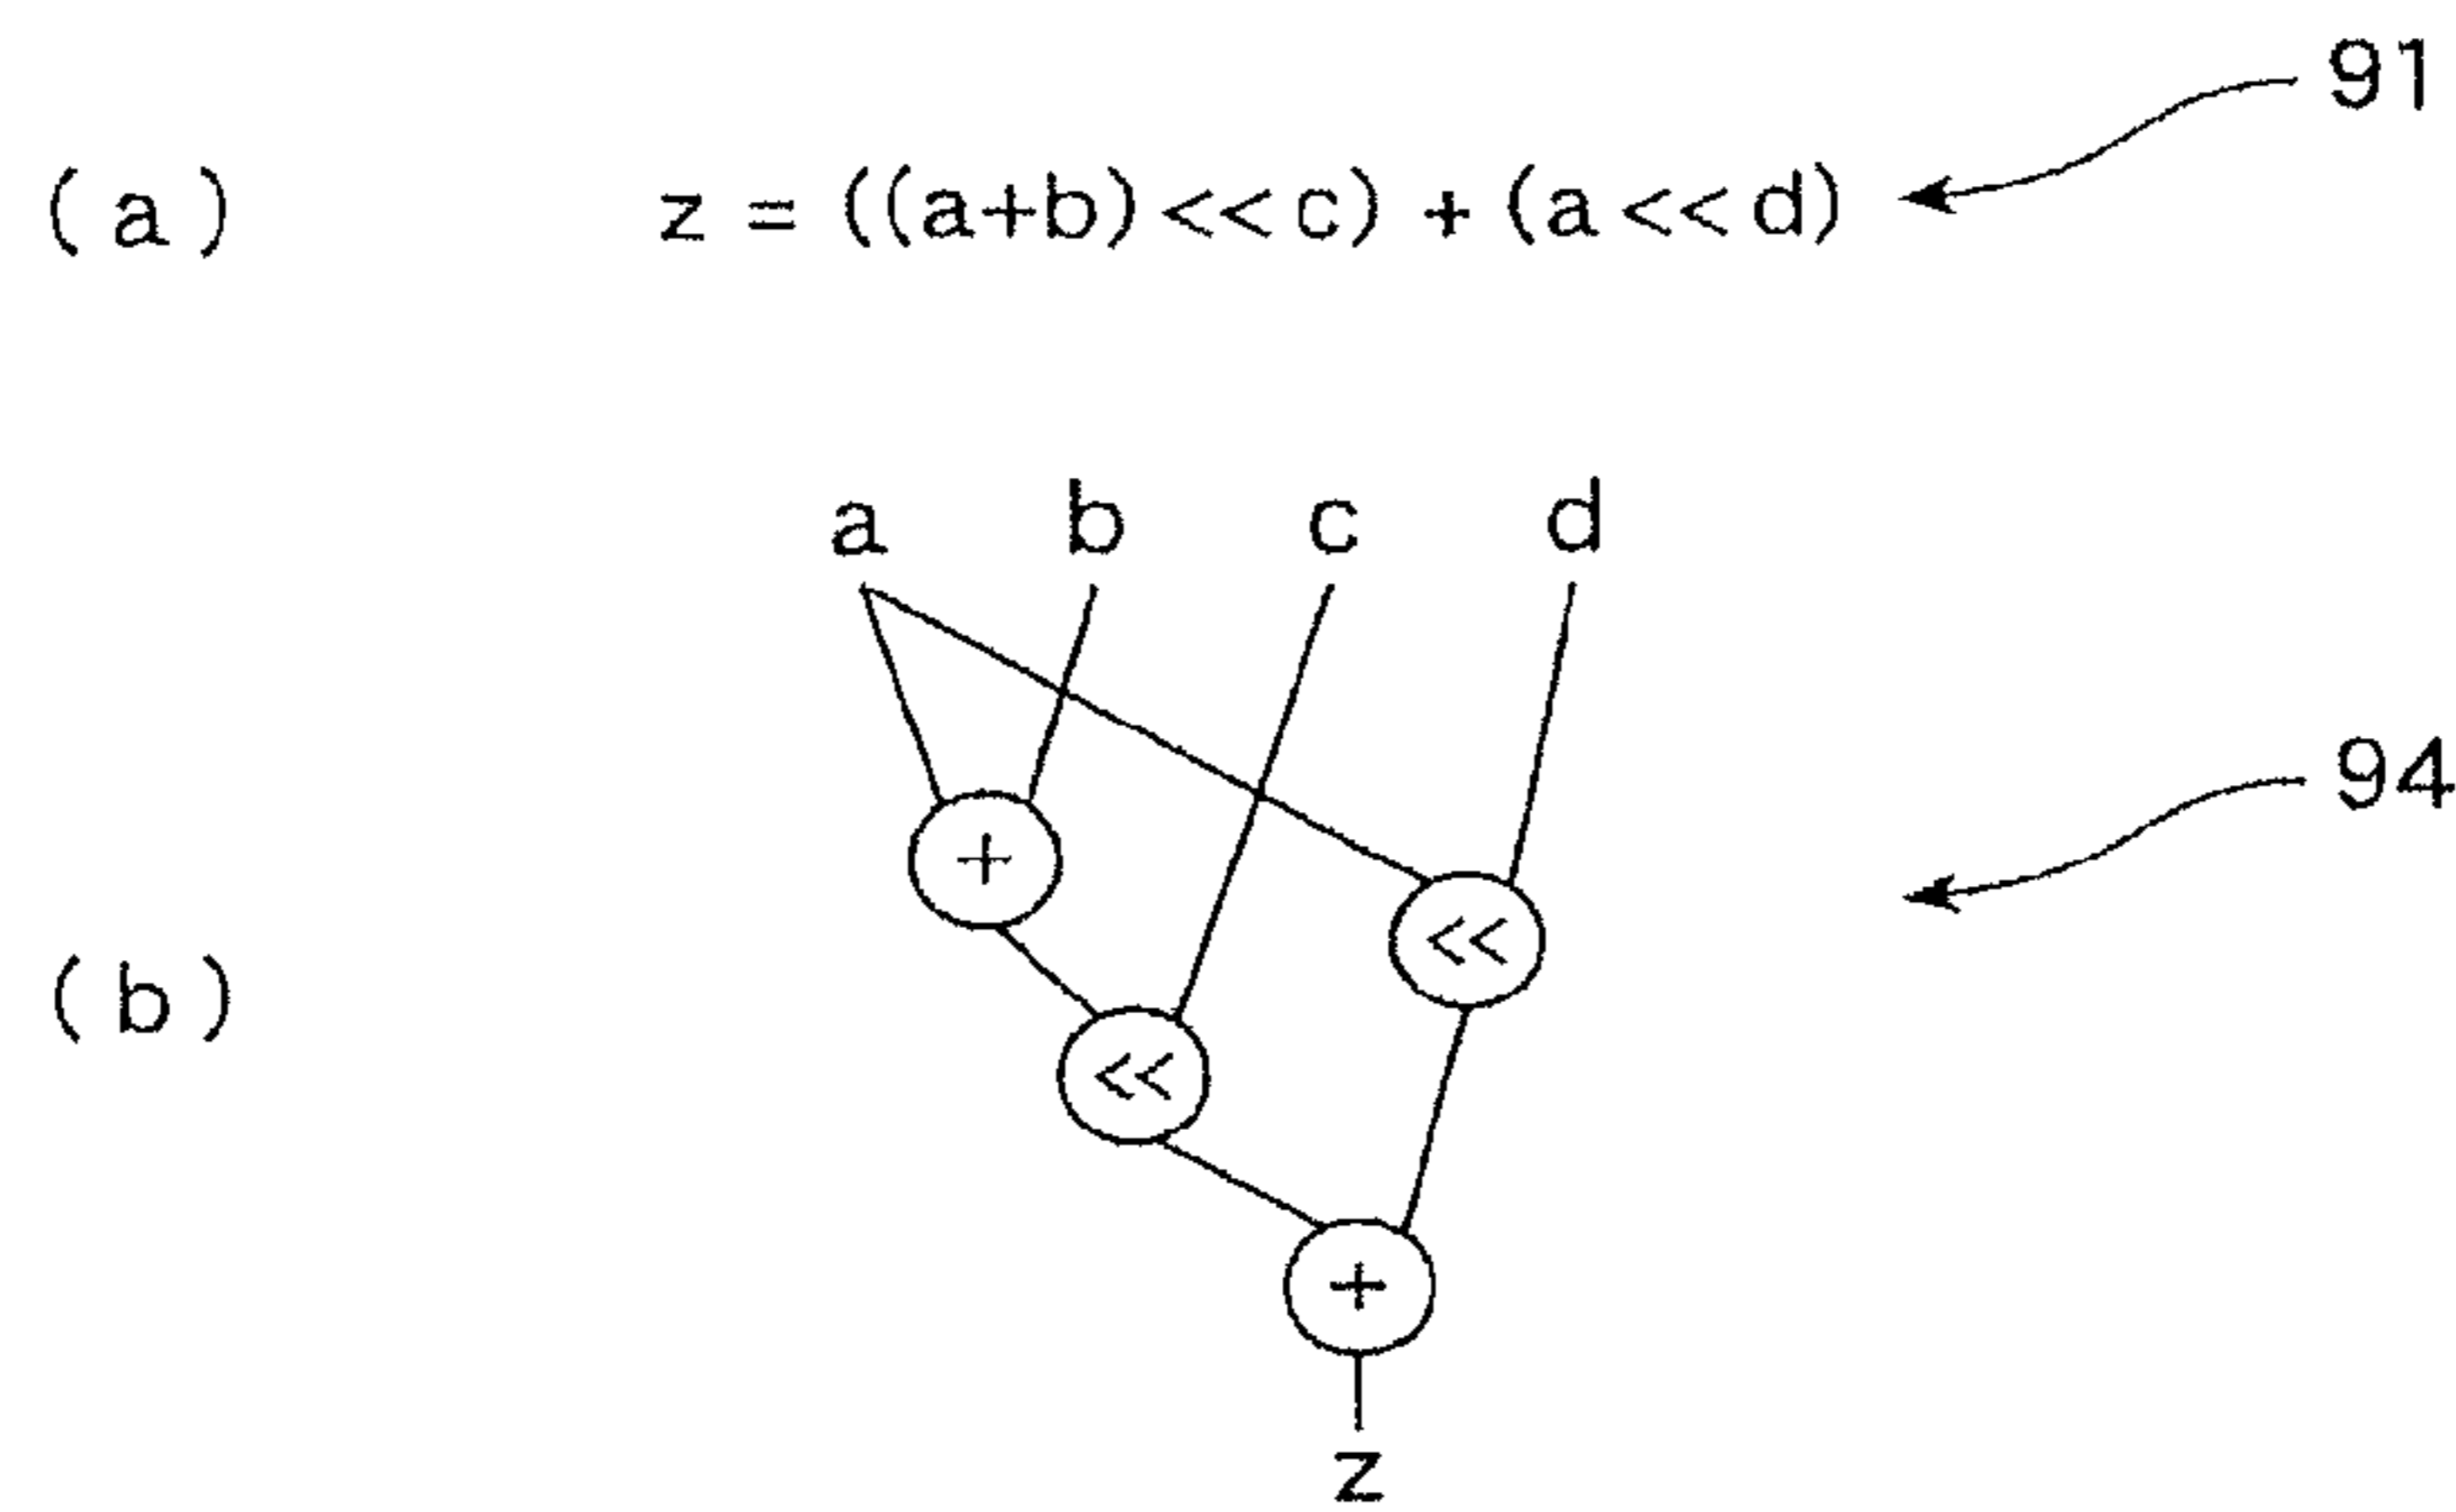 91
(a) z = ((a+b)<<c) + (a<<d)
a b c d
94
+
<<
(b)
<<
+
z